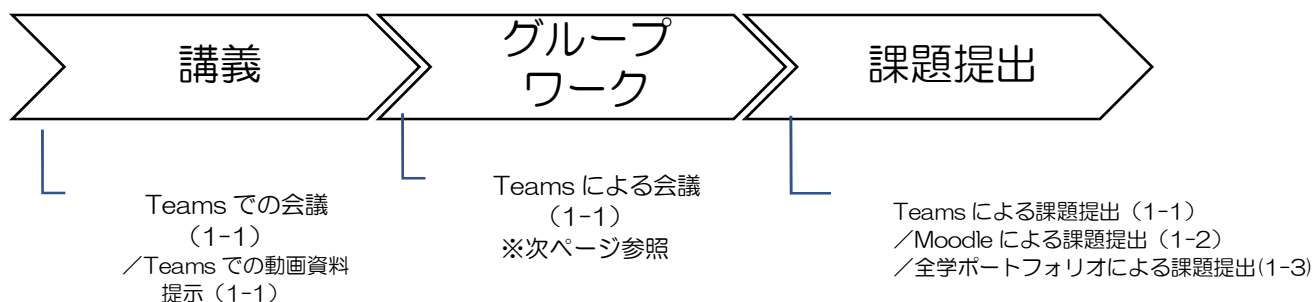 講義
グループ
ワーク
課題提出
Teams での会議
（1-1）
／Teams での動画資料
提示（1-1）
Teams による会議
（1-1）
※次ページ参照
Teams による課題提出（1-1）
／Moodle による課題提出（1-2）
／全学ポートフォリオによる課題提出(1-3)